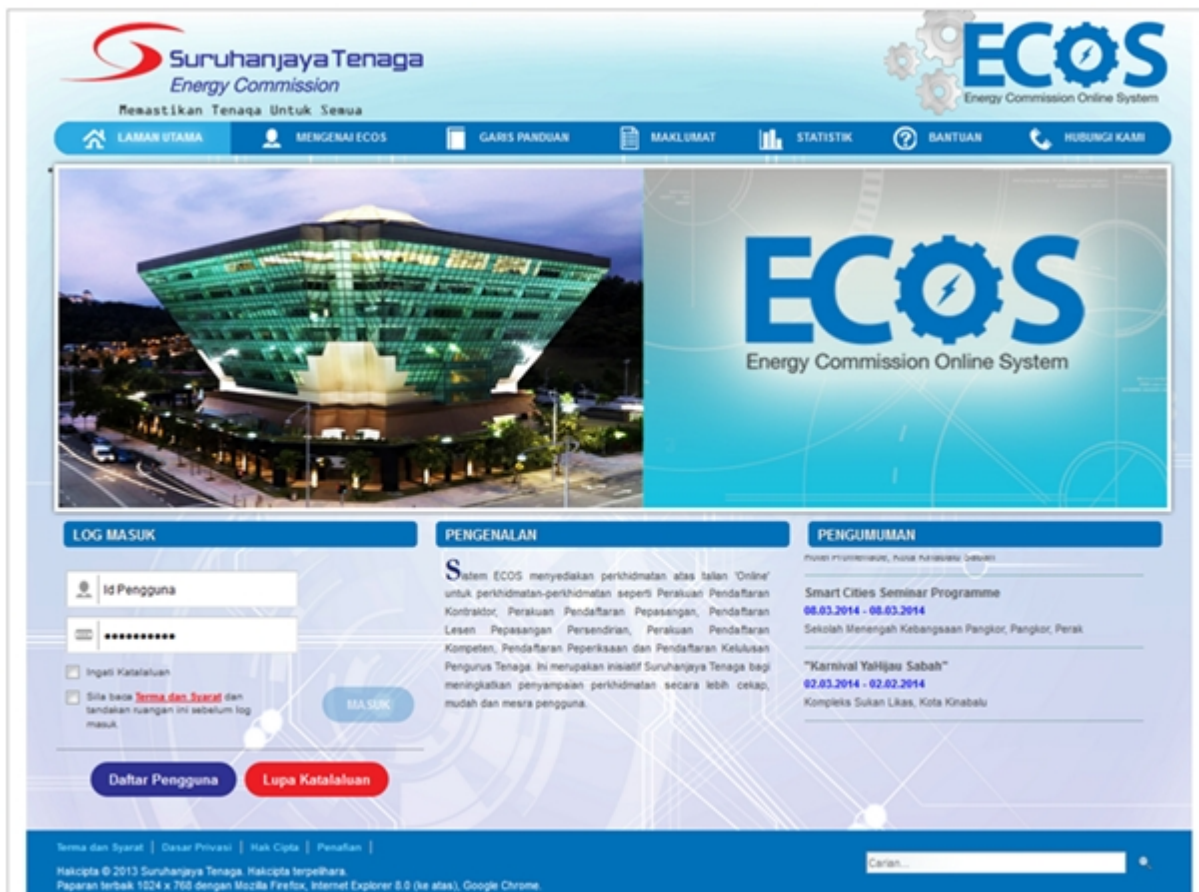 Suruhanjaya Tenaga
Energy Commission
Memastikan Tenaga Untuk Semua
ECOS
Energy Commission Online System
LAMAN UTAMA
MENGENAI ECOS
GARIS PANDUAN
MAKLUMAT
STATISTIK
BANTUAN
HUBUNGI KAMI
ECOS
Energy Commission Online System
LOG MASUK
Id Pengguna
Ingati Katalaluan
Sila baca Terma dan Syarat dan
tandakan ruangan ini sebelum log
masuk
MASUK
Daftar Pengguna
Lupa Katalaluan
PENGENALAN
Sistem ECOS menyediakan perkhidmatan atas talian 'Online'
untuk perkhidmatan-perkhidmatan seperti Perakuan Pendaftaran
Kontraktor, Perakuan Pendaftaran Pepasangan, Pendaftaran
Lesen Pepasangan Persendirian, Perakuan Pendaftaran
Kompeten, Pendaftaran Peperiksaan dan Pendaftaran Kelulusan
Pengurus Tenaga. Ini merupakan inisiatif Suruhanjaya Tenaga bagi
meningkatkan penyampaian perkhidmatan secara lebih cekap,
mudah dan mesra pengguna.
PENGUMUMAN
Hotel Promenade, Kota Kinabalu Sabah
Smart Cities Seminar Programme
08.03.2014 - 08.03.2014
Sekolah Menengah Kebangsaan Pangkor, Pangkor, Perak
"Karnival YaHijau Sabah"
02.03.2014 - 02.02.2014
Kompleks Sukan Likas, Kota Kinabalu
Terma dan Syarat | Dasar Privasi | Hak Cipta | Penafian |
Hakcipta © 2013 Suruhanjaya Tenaga. Hakcipta terpelihara.
Paparan terbaik 1024 x 768 dengan Mozilla Firefox, Internet Explorer 8.0 (ke atas), Google Chrome.
Carian...